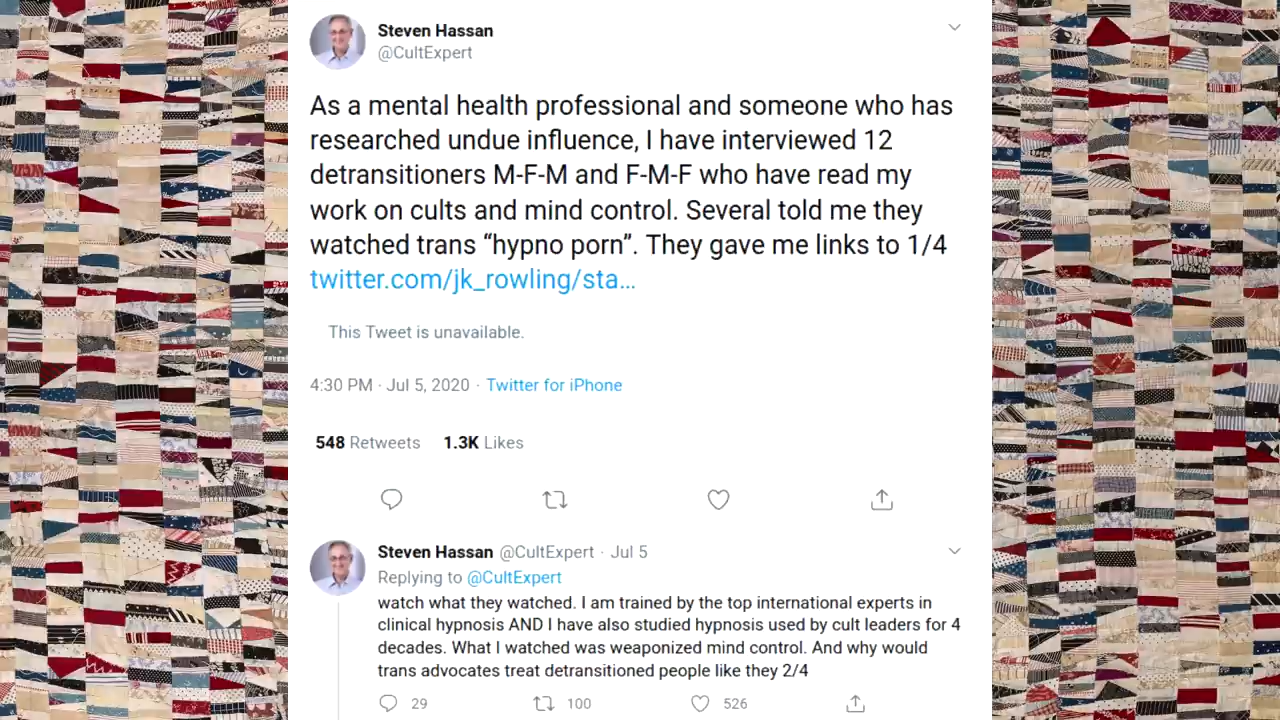 Steven Hassan
@CultExpert
As a mental health professional and someone who has
researched undue influence, I have interviewed 12
detransitioners M-F-M and F-M-F who have read my
work on cults and mind control. Several told me they
watched trans “hypno porn”. They gave me links to 1/4
twitter.com/jk_rowling/sta…
This Tweet is unavailable.
4:30 PM · Jul 5, 2020 · Twitter for iPhone
548 Retweets 1.3K Likes
Steven Hassan @CultExpert · Jul 5
Replying to @CultExpert
watch what they watched. I am trained by the top international experts in
clinical hypnosis AND I have also studied hypnosis used by cult leaders for 4
decades. What I watched was weaponized mind control. And why would
trans advocates treat detransitioned people like they 2/4
29 100 526